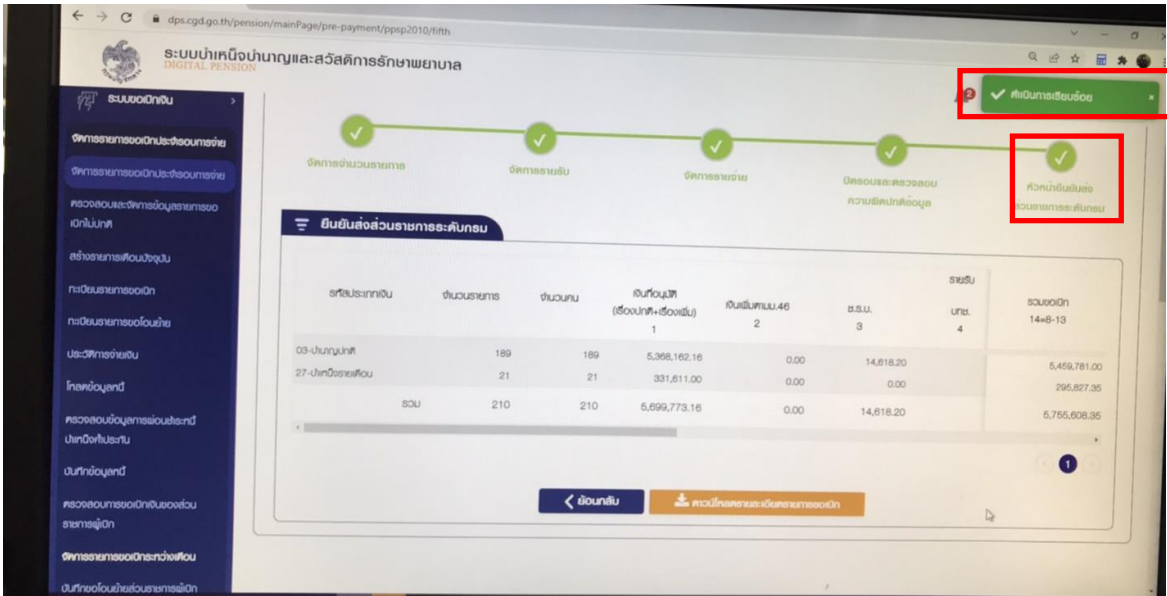 dps.cgd.go.th/pension/mainPage/pre-payment/ppsp2010/fifth
ระบบบำเหน็จบำนาญและสวัสดิการรักษาพยาบาล
DIGITAL PENSION
2
ดำเนินการเรียบร้อย
ระบบขอเบิกเงิน
จัดการรายการขอเบิกประจำรอบการจ่าย
จัดการรายการขอเบิกประจำรอบการจ่าย
ตรวจสอบและจัดการข้อมูลรายการขอ
เบิกไม่ปกติ
สร้างรายการเดือนปัจจุบัน
ทะเบียนรายการขอเบิก
ทะเบียนรายการขอโอนย้าย
ประวัติการจ่ายเงิน
โหลดข้อมูลหนี้
ตรวจสอบข้อมูลการผ่อนชำระหนี้
บำเหน็จค้ำประกัน
บันทึกข้อมูลหนี้
ตรวจสอบการขอเบิกเงินของส่วน
ราชการผู้เบิก
จัดการรายการขอเบิกระหว่างเดือน
บันทึกขอโอนย้ายส่วนราชการผู้เบิก
จัดการจำนวนรายการ
จัดการรายรับ
จัดการรายจ่าย
ปิดรอบและตรวจสอบ
ความผิดปกติข้อมูล
หัวหน้ายืนยันส่ง
ส่วนราชการระดับกรม
ยืนยันส่งส่วนราชการระดับกรม
รายรับ
รหัสประเภทเงิน จำนวนรายการ จำนวนคน เงินที่อนุมัติ เงินเพิ่มตามม.46 ช.ร.บ. บทช. รวมขอเบิก
(เรื่องปกติ+เรื่องเพิ่ม) 14=8-13
1 2 3 4
03-บำนาญปกติ 189 189 5,368,162.16 0.00 14,618.20 5,459,781.00
27-บำเหน็จรายเดือน 21 21 331,611.00 0.00 0.00 295,827.35
รวม 210 210 5,699,773.16 0.00 14,618.20 5,755,608.35
1
ย้อนกลับ
ดาวน์โหลดรายละเอียดรายการขอเบิก